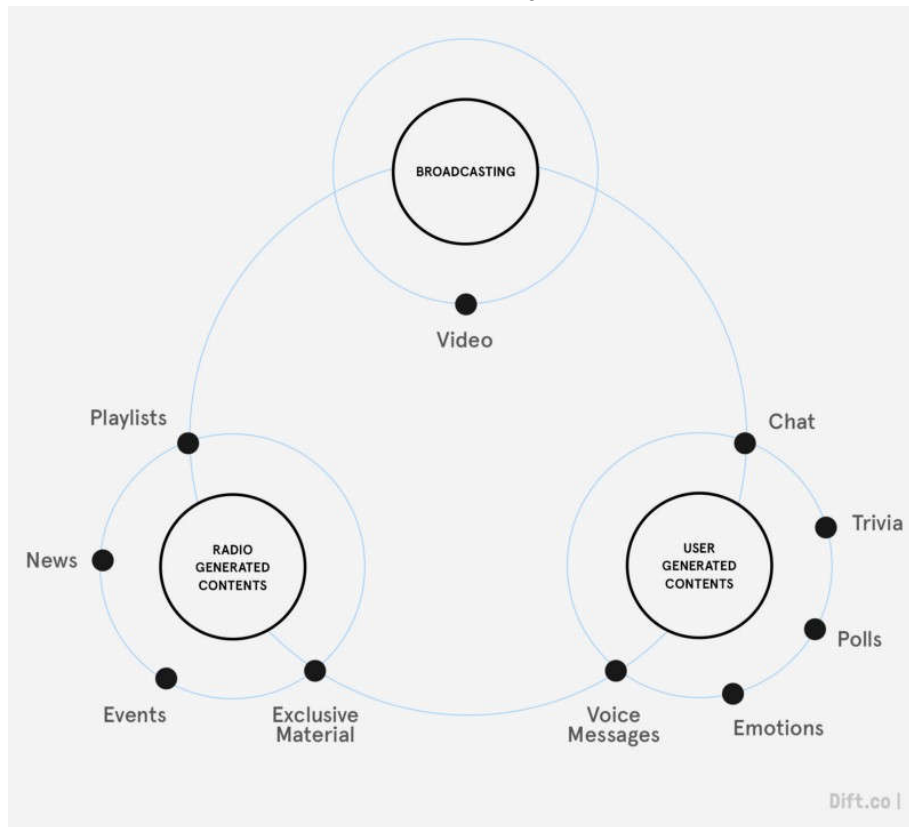 BROADCASTING
Video
Playlists
Chat
Trivia
News
RADIO
GENERATED
CONTENTS
USER
GENERATED
CONTENTS
Polls
Events
Exclusive
Material
Voice
Messages
Emotions
Dift.co |